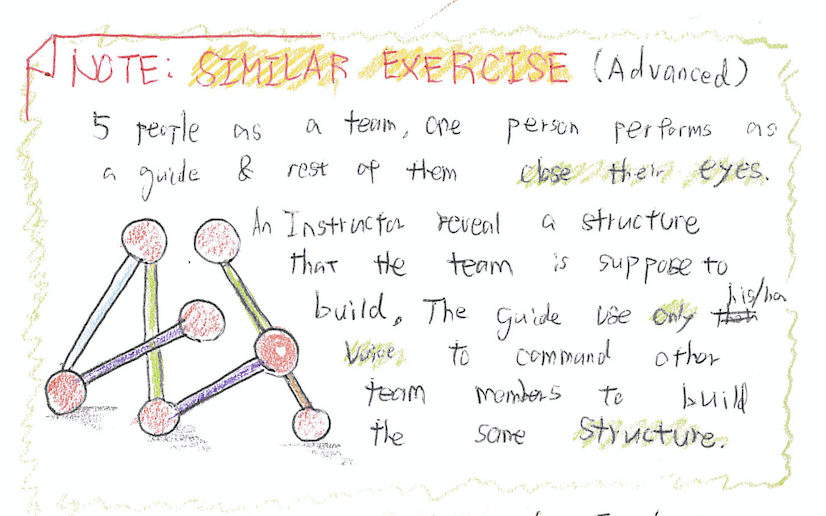 NOTE: SIMILAR EXERCISE (Advanced)
5 people as a team, one person performs as
a guide & rest of them close their eyes.
An Instructor reveal a structure
that the team is suppose to
build. The guide use only his/her
voice to command other
team members to build
the same structure.